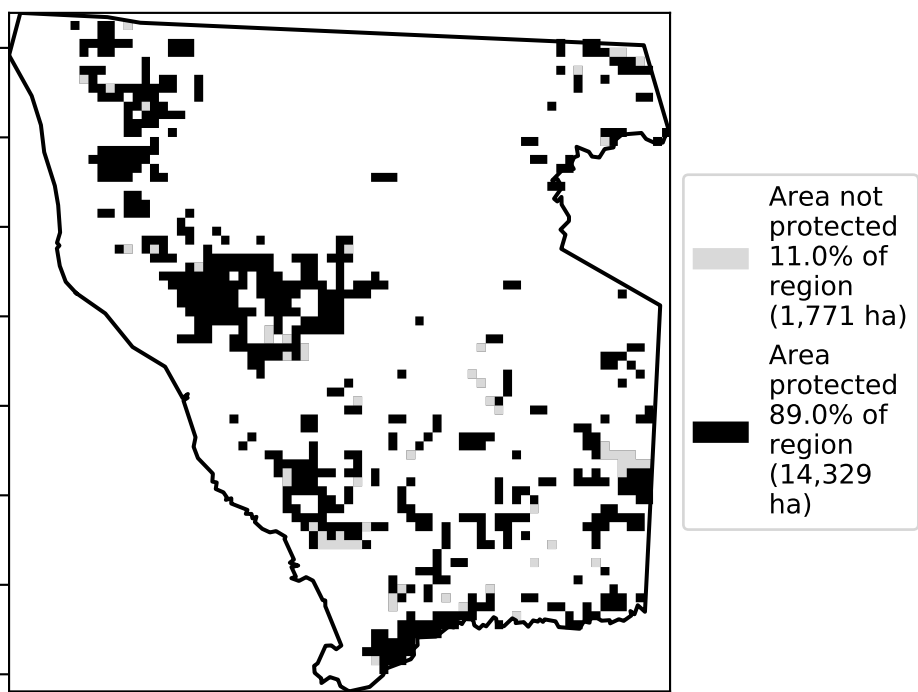 Area not
protected
11.0% of
region
(1,771 ha)
Area
protected
89.0% of
region
(14,329
ha)